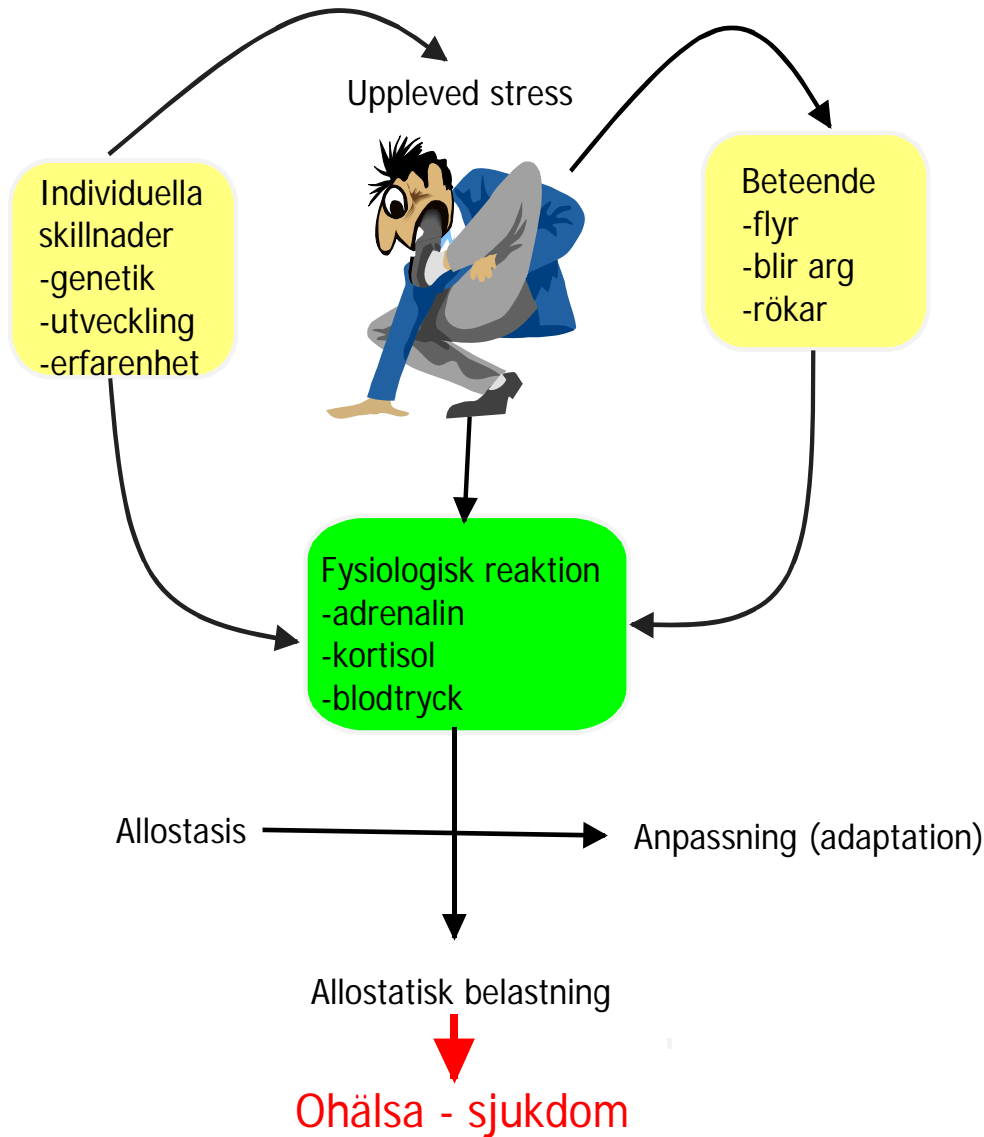 Uppleved stress
Individuella
skillnader
-genetik
-utveckling
-erfarenhet
Beteende
-flyr
-blir arg
-rökar
Fysiologisk reaktion
-adrenalin
-kortisol
-blodtryck
Allostasis
Anpassning (adaptation)
Allostatisk belastning
Ohälsa - sjukdom